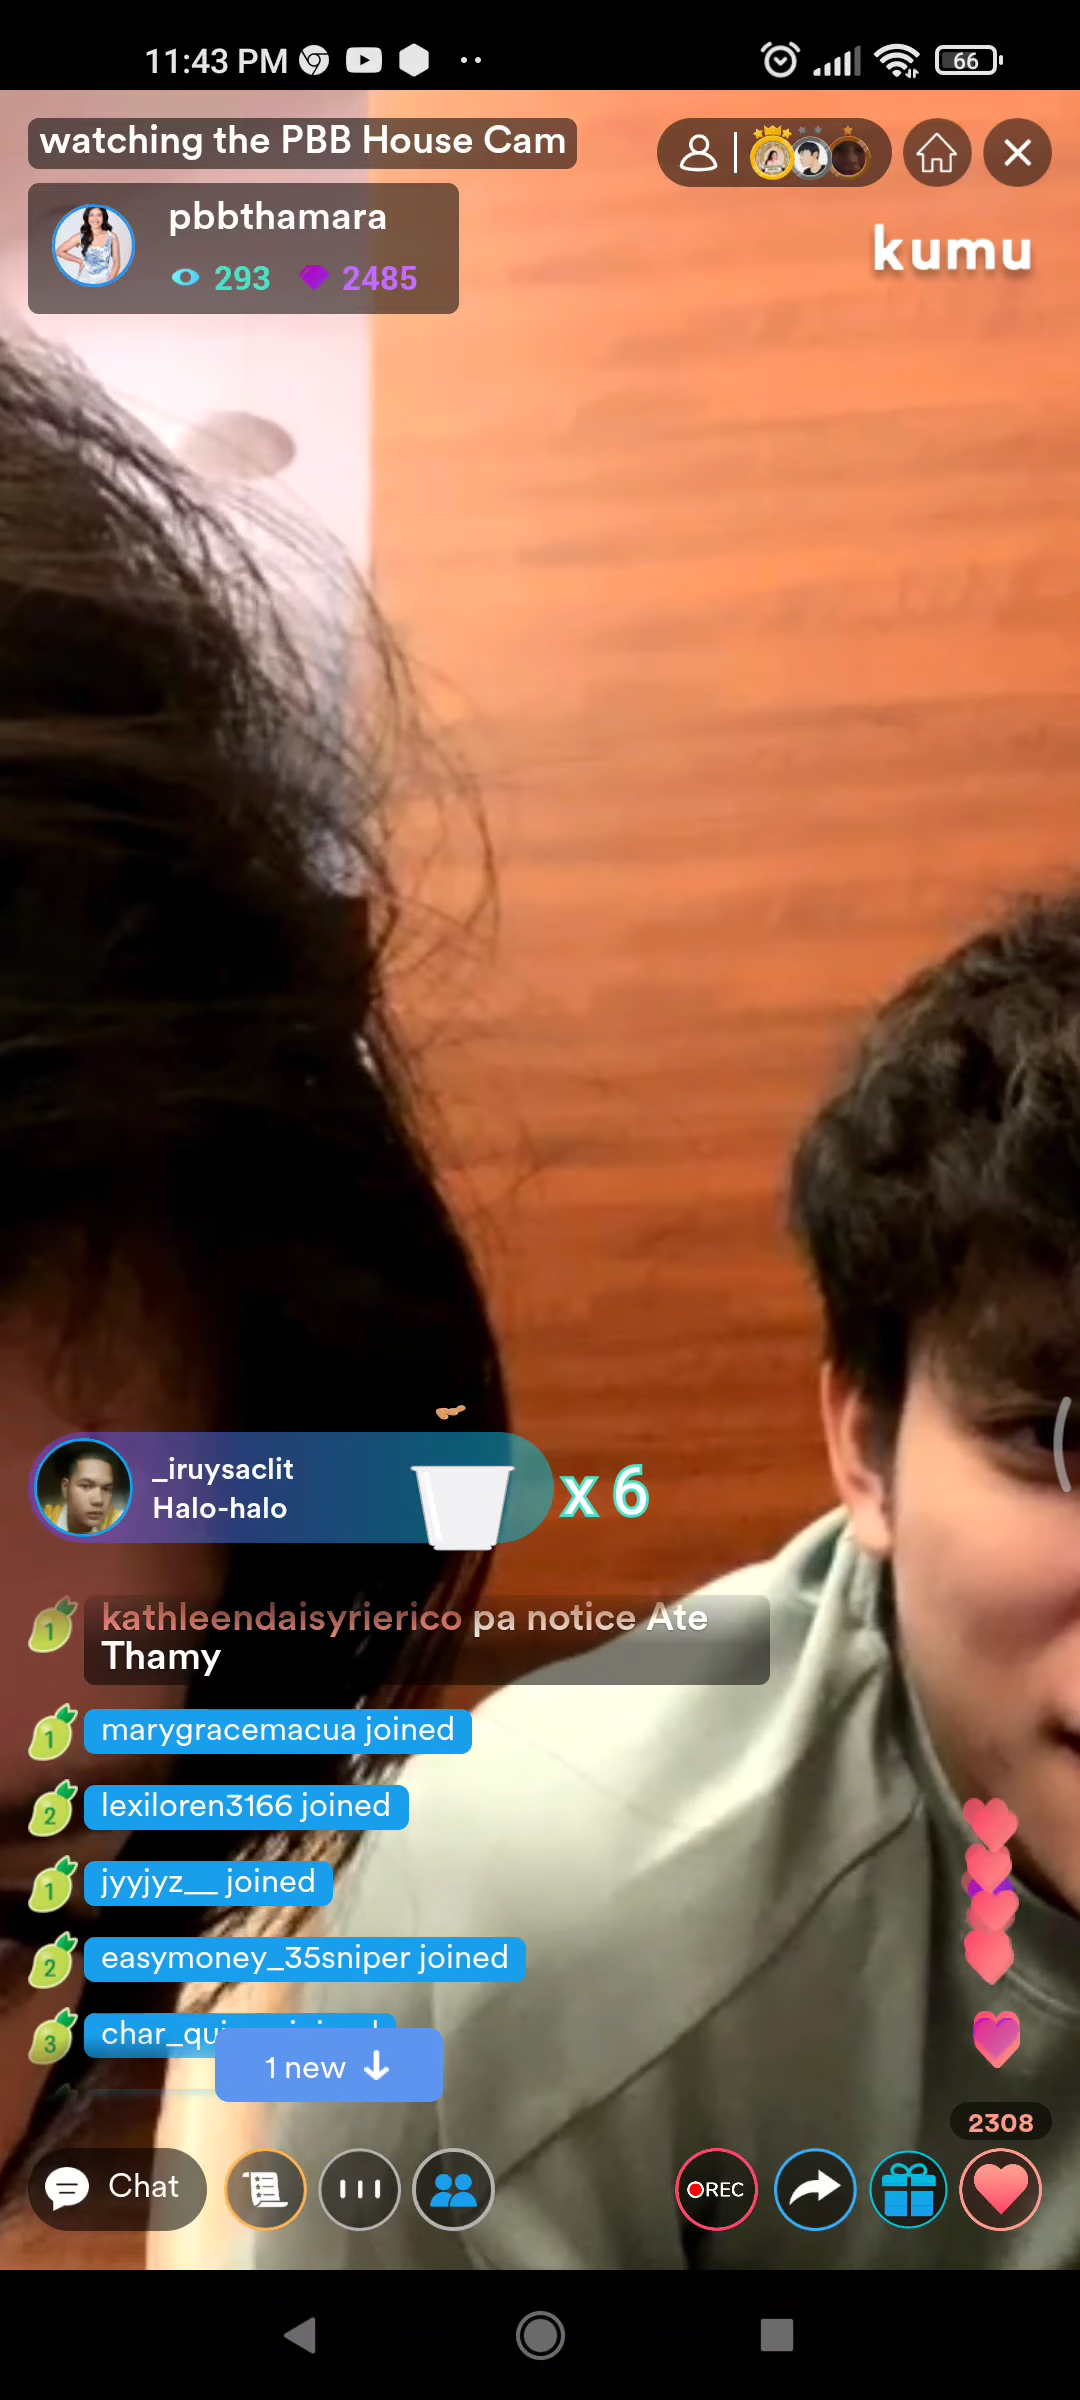 11:43 PM
66
watching the PBB House Cam
pbbthamara
293 2485
kumu
_iruysaclit
Halo-halo
x 6
1 kathleendaisyrierico pa notice Ate
Thamy
1 marygracemacua joined
2 lexiloren3166 joined
1 jyyjyz__ joined
2 easymoney_35sniper joined
3
1 new
2308
Chat
REC